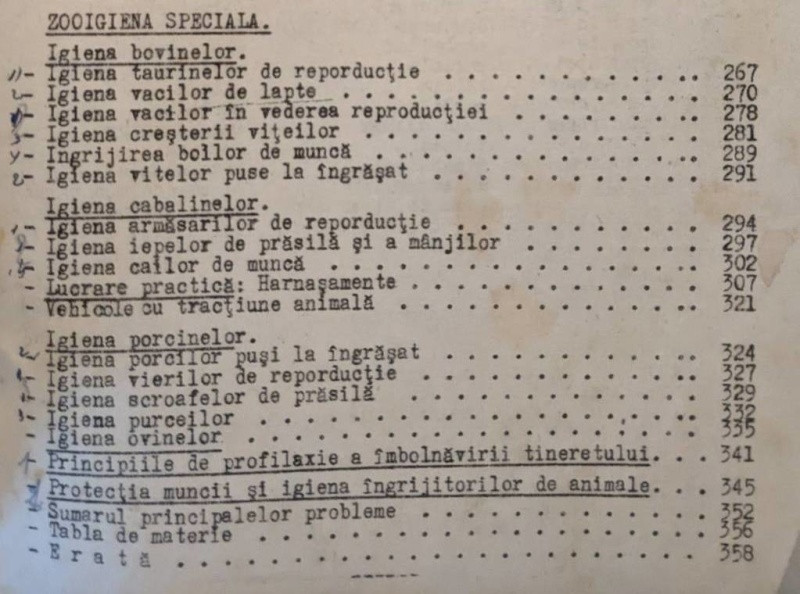 ZOOIGIENA SPECIALA.
Igiena bovinelor.
- Igiena taurinelor de reporducţie . . . . . . . . . . . .. 267
- Igiena vacilor de lapte . . . . . . . . . . . . . . . . .. 270
- Igiena vacilor în vederea reproducţiei . . . . . . . . .. 278
- Igiena creşterii viţeilor . . . . . . . . . . . . . . . . 281
- Ingrijirea bollor de muncă . . . . . . . . . . . . . . .. 289
- Igiena vitelor puse la îngrăşat . . . . . . . . . . . . . 291
Igiena cabalinelor.
- Igiena armăsarilor de reporducţie . . . . . . . . . . . . 294
- Igiena iepelor de prăsilă şi a mânjilor . . . . . . . . . 297
- Igiena cailor de muncă . . . . . . . . . . . . . . . . . 302
- Lucrare practică: Harnaşamente . . . . . . . . . . . . . 307
- Vehicole cu tracţiune animală . . . . . . . . . . . . . . 321
Igiena porcinelor.
- Igiena porcilor puşi la îngrăşat . . . . . . . . . . . .. 324
- Igiena vierilor de reporducţie . . . . . . . . . . . . . 327
- Igiena scroafelor de prăsilă . . . . . . . . . . . . . . 329
- Igiena purceilor . . . . . . . . . . . . . . . . . . . .. 332
- Igiena ovinelor . . . . . . . . . . . . . . . . . . . . . 335
- Principiile de profilaxie a îmbolnăvirii tineretului. . . 341
- Protecţia muncii şi igiena îngrijitorilor de animale. . . 345
- Sumarul principalelor probleme . . . . . . . . . . . . . 352
- Tabla de materie . . . . . . . . . . . . . . . . . . . . 356
- E r a t ă . . . . . . . . . . . . . . . . . . . . . . . . 358